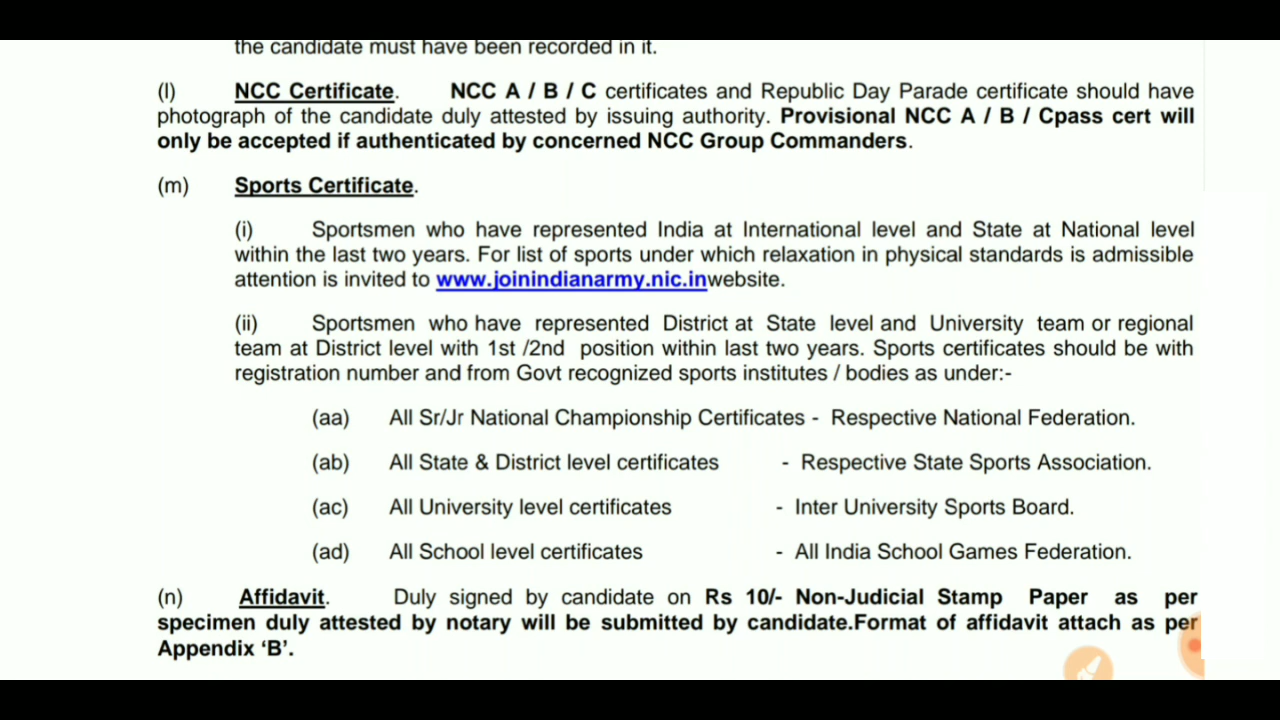 the candidate must have been recorded in it.
(l) NCC Certificate. NCC A / B / C certificates and Republic Day Parade certificate should have
photograph of the candidate duly attested by issuing authority. Provisional NCC A / B / Cpass cert will
only be accepted if authenticated by concerned NCC Group Commanders.
(m) Sports Certificate.
(i) Sportsmen who have represented India at International level and State at National level
within the last two years. For list of sports under which relaxation in physical standards is admissible
attention is invited to www.joinindianarmy.nic.inwebsite.
(ii) Sportsmen who have represented District at State level and University team or regional
team at District level with 1st /2nd position within last two years. Sports certificates should be with
registration number and from Govt recognized sports institutes / bodies as under:-
(aa) All Sr/Jr National Championship Certificates - Respective National Federation.
(ab) All State & District level certificates - Respective State Sports Association.
(ac) All University level certificates - Inter University Sports Board.
(ad) All School level certificates - All India School Games Federation.
(n) Affidavit. Duly signed by candidate on Rs 10/- Non-Judicial Stamp Paper as per
specimen duly attested by notary will be submitted by candidate.Format of affidavit attach as per
Appendix ‘B’.